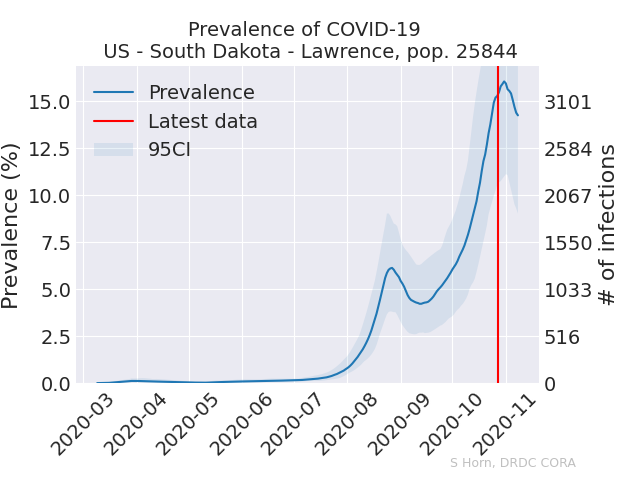 Prevalence of COVID-19
US - South Dakota - Lawrence, pop. 25844
Prevalence
Latest data
95CI
Prevalence (%)
15.0
12.5
10.0
7.5
5.0
2.5
0.0
3101
2584
2067
1550
1033
516
0
# of infections
2020-03
2020-04
2020-05
2020-06
2020-07
2020-08
2020-09
2020-10
2020-11
S Horn, DRDC CORA